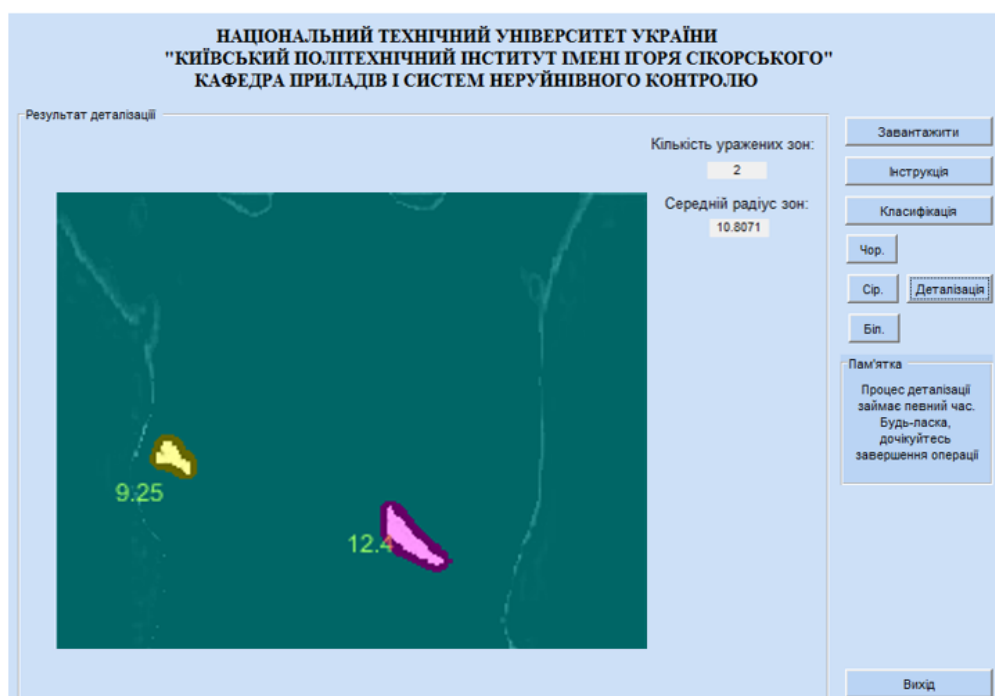 НАЦІОНАЛЬНИЙ ТЕХНІЧНИЙ УНІВЕРСИТЕТ УКРАЇНИ
"КИЇВСЬКИЙ ПОЛІТЕХНІЧНИЙ ІНСТИТУТ ІМЕНІ ІГОРЯ СІКОРСЬКОГО"
КАФЕДРА ПРИЛАДІВ І СИСТЕМ НЕРУЙНІВНОГО КОНТРОЛЮ
Результат деталізації
Кількість уражених зон:
2
Середній радіус зон:
10.8071
9.25
12.4
Завантажити
Інструкція
Класифікація
Чор.
Сір.
Деталізація
Біл.
Пам'ятка
Процес деталізації
займає певний час.
Будь-ласка,
дочікуйтесь
завершення операції
Вихід